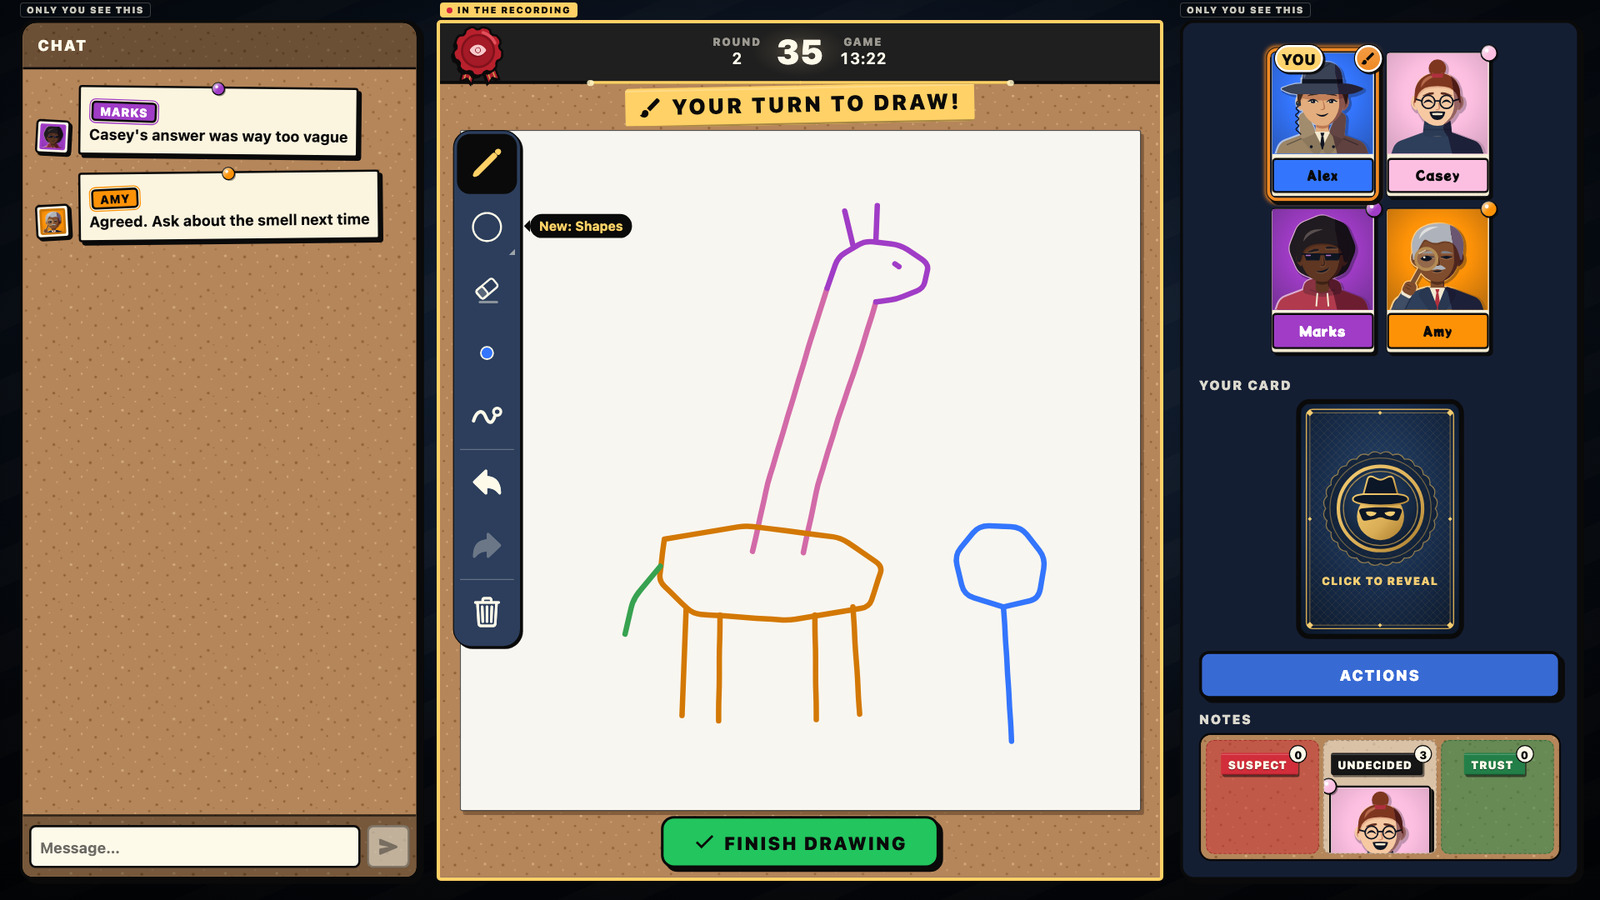 ONLY YOU SEE THIS
CHAT
MARKS
Casey's answer was way too vague
AMY
Agreed. Ask about the smell next time
Message...
IN THE RECORDING
ROUND
2
35
GAME
13:22
YOUR TURN TO DRAW!
New: Shapes
FINISH DRAWING
ONLY YOU SEE THIS
YOU
Alex
Casey
Marks
Amy
YOUR CARD
CLICK TO REVEAL
ACTIONS
NOTES
SUSPECT 0
UNDECIDED 3
TRUST 0